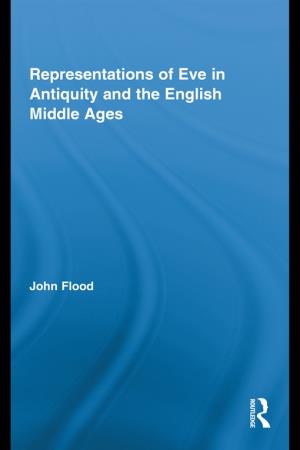 Representations of Eve in
Antiquity and the English
Middle Ages
John Flood
ROUTLEDGE